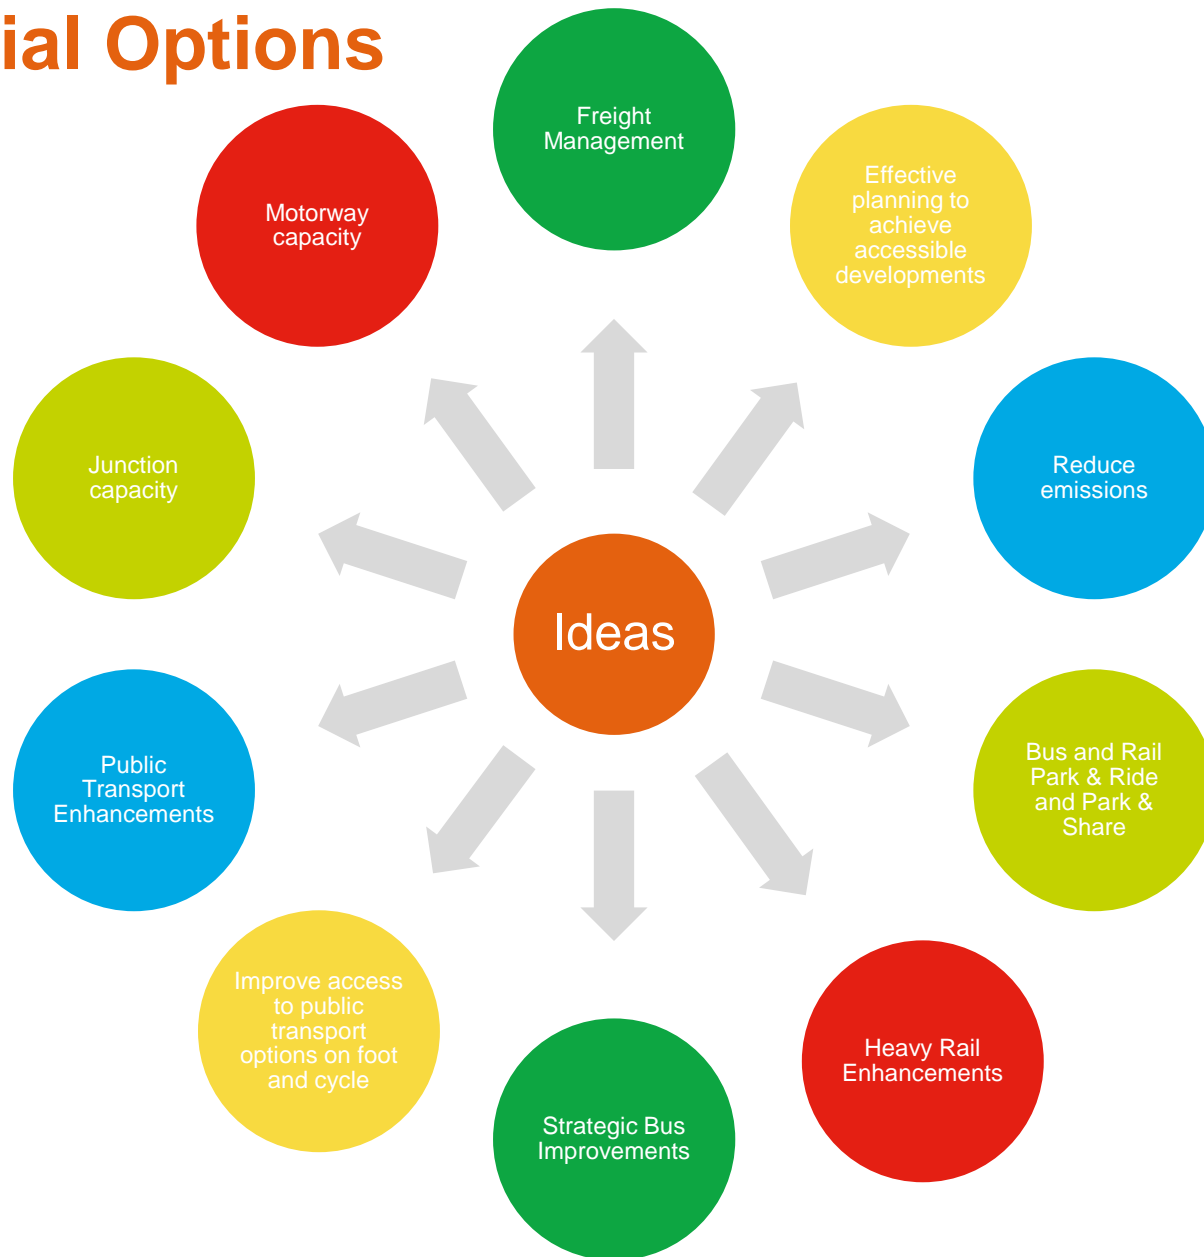 ial Options
Freight
Management
Effective
planning to
achieve
accessible
developments
Reduce
emissions
Bus and Rail
Park & Ride
and Park &
Share
Heavy Rail
Enhancements
Strategic Bus
Improvements
Improve access
to public
transport
options on foot
and cycle
Public
Transport
Enhancements
Junction
capacity
Motorway
capacity
Ideas